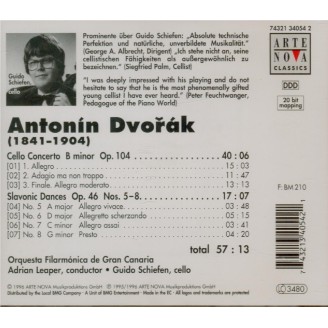 74321 34054 2
Prominente über Guido Schiefen: „Absolute technische
Perfektion und natürliche, unverbildete Musikalität."
(George A. Albrecht, Dirigent) „Ich stehe nicht an, seine
cellistischen Fähigkeiten als außergewöhnlich zu
bezeichnen". (Siegfried Palm, Cellist)
"I was deeply impressed with his playing and do not
hesitate to say that he is the most phenomenally gifted
young cellist I have ever heard." (Peter Feuchtwanger,
Pedagogue of the Piano World)
Guido
Schiefen,
cello
ARTE
NOVA
CLASSICS
DDD
20 bit
mapping
Antonín Dvořák
(1841-1904)
Cello Concerto B minor Op. 104 40 : 06
[01] 1. Allegro 15 : 03
[02] 2. Adagio ma non troppo 11 : 47
[03] 3. Finale. Allegro moderato 13 : 13
Slavonic Dances Op. 46 Nos. 5-8. 17 : 07
[04] No. 5 A major Allegro vivace.
[05] No. 6 D major Allegretto scherzando
[06] No. 7 C minor Allegro assai
[07] No. 8 G minor Presto 4 : 20
total 57 : 13
Orquesta Filarmónica de Gran Canaria
Adrian Leaper, conductor · Guido Schiefen, cello
F: BM 210
LC 3480